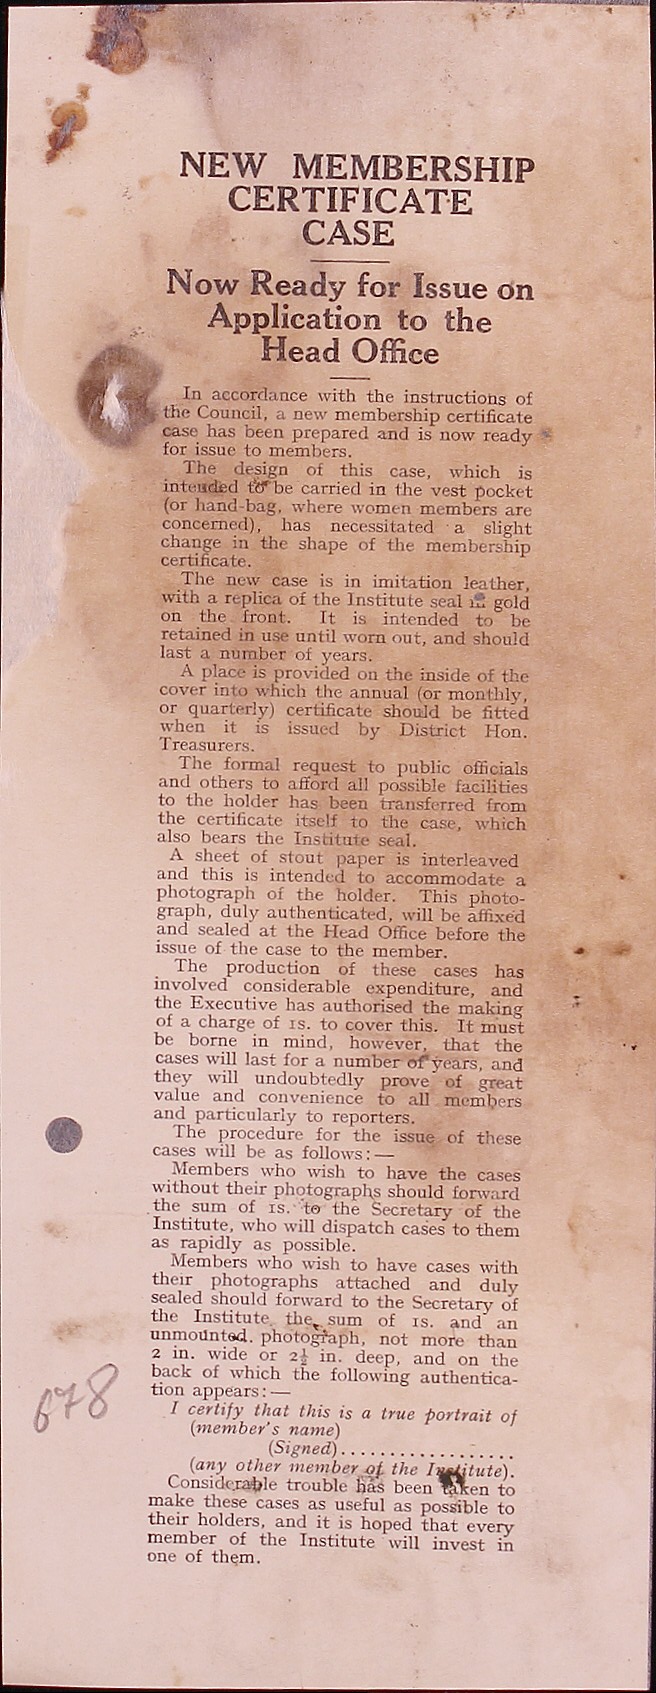 NEW MEMBERSHIP
CERTIFICATE
CASE
Now Ready for Issue on
Application to the
Head Office
In accordance with the instructions of
the Council, a new membership certificate
case has been prepared and is now ready
for issue to members.
The design of this case, which is
intended to be carried in the vest pocket
(or hand-bag, where women members are
concerned), has necessitated a slight
change in the shape of the membership
certificate.
The new case is in imitation leather,
with a replica of the Institute seal in gold
on the front. It is intended to be
retained in use until worn out, and should
last a number of years.
A place is provided on the inside of the
cover into which the annual (or monthly,
or quarterly) certificate should be fitted
when it is issued by District Hon.
Treasurers.
The formal request to public officials
and others to afford all possible facilities
to the holder has been transferred from
the certificate itself to the case, which
also bears the Institute seal.
A sheet of stout paper is interleaved
and this is intended to accommodate a
photograph of the holder. This photo-
graph, duly authenticated, will be affixed
and sealed at the Head Office before the
issue of the case to the member.
The production of these cases has
involved considerable expenditure, and
the Executive has authorised the making
of a charge of 1s. to cover this. It must
be borne in mind, however, that the
cases will last for a number of years, and
they will undoubtedly prove of great
value and convenience to all members
and particularly to reporters.
The procedure for the issue of these
cases will be as follows:—
Members who wish to have the cases
without their photographs should forward
the sum of 1s. to the Secretary of the
Institute, who will dispatch cases to them
as rapidly as possible.
Members who wish to have cases with
their photographs attached and duly
sealed should forward to the Secretary of
the Institute the sum of 1s. and an
unmounted photograph, not more than
2 in. wide or 2½ in. deep, and on the
back of which the following authentica-
tion appears:—
I certify that this is a true portrait of
(member's name)
(Signed)..................
(any other member of the Institute).
Considerable trouble has been taken to
make these cases as useful as possible to
their holders, and it is hoped that every
member of the Institute will invest in
one of them.
678